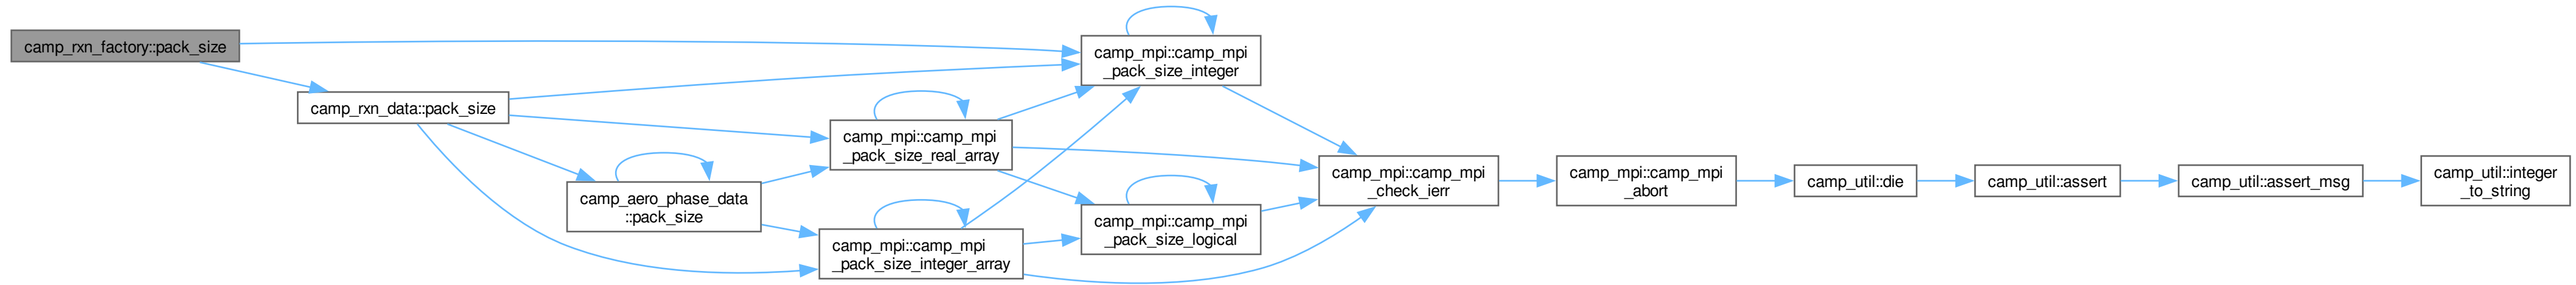 camp_rxn_factory::pack_size
camp_rxn_data::pack_size
camp_aero_phase_data
::pack_size
camp_mpi::camp_mpi
_pack_size_real_array
camp_mpi::camp_mpi
_pack_size_integer_array
camp_mpi::camp_mpi
_pack_size_integer
camp_mpi::camp_mpi
_pack_size_logical
camp_mpi::camp_mpi
_check_ierr
camp_mpi::camp_mpi
_abort
camp_util::die
camp_util::assert
camp_util::assert_msg
camp_util::integer
_to_string